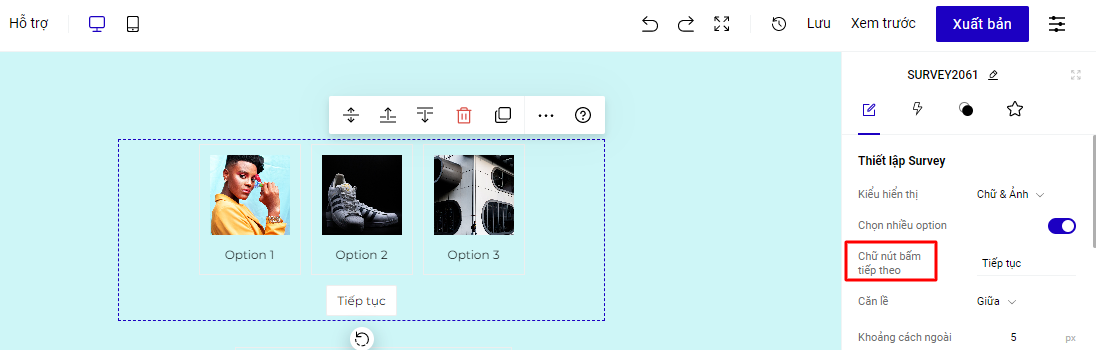 Hỗ trợ
Lưu
Xem trước
Xuất bản
SURVEY2061
Thiết lập Survey
Kiểu hiển thị
Chữ & Ảnh
Chọn nhiều option
Chữ nút bấm
tiếp theo
Tiếp tục
Căn lề
Giữa
Khoảng cách ngoài
5
px
Option 1
Option 2
Option 3
Tiếp tục